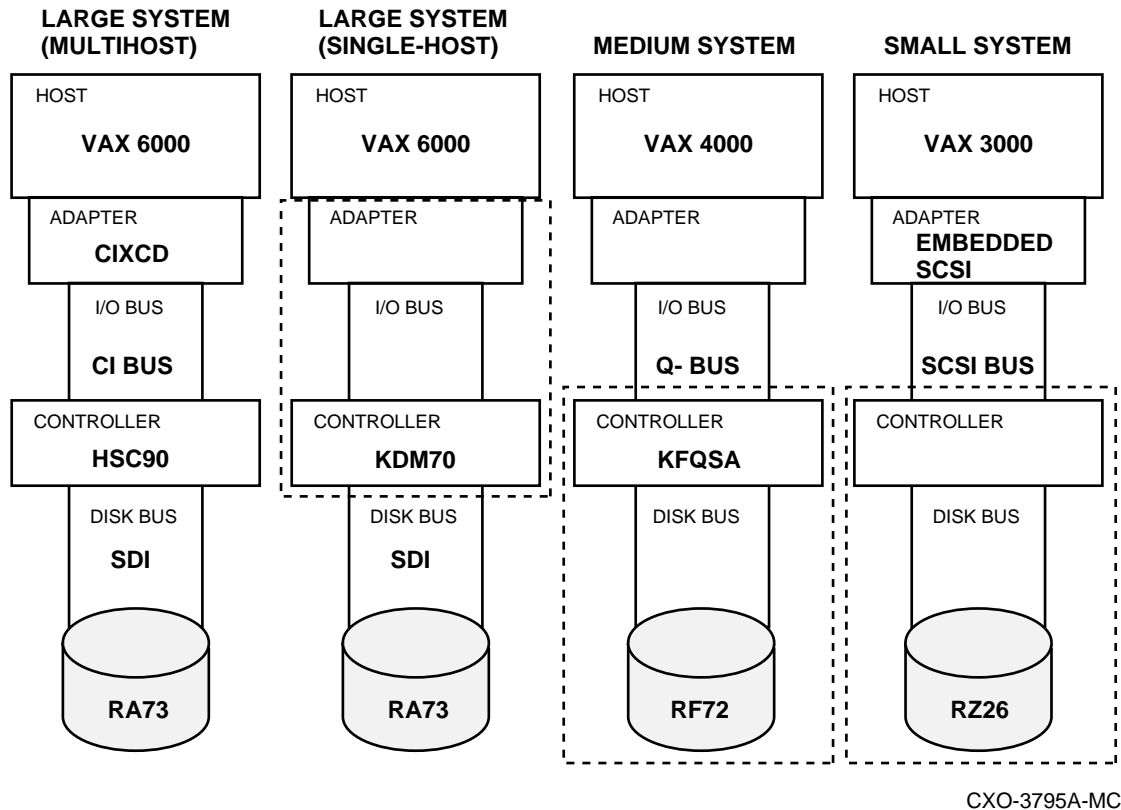 LARGE SYSTEM
(MULTIHOST)
LARGE SYSTEM
(SINGLE-HOST)
MEDIUM SYSTEM
SMALL SYSTEM
HOST
VAX 6000
ADAPTER
CIXCD
I/O BUS
CI BUS
CONTROLLER
HSC90
DISK BUS
SDI
RA73
HOST
VAX 6000
ADAPTER
I/O BUS
CONTROLLER
KDM70
DISK BUS
SDI
RA73
HOST
VAX 4000
ADAPTER
I/O BUS
Q- BUS
CONTROLLER
KFQSA
DISK BUS
RF72
HOST
VAX 3000
ADAPTER
EMBEDDED
SCSI
I/O BUS
SCSI BUS
CONTROLLER
DISK BUS
RZ26
CXO-3795A-MC